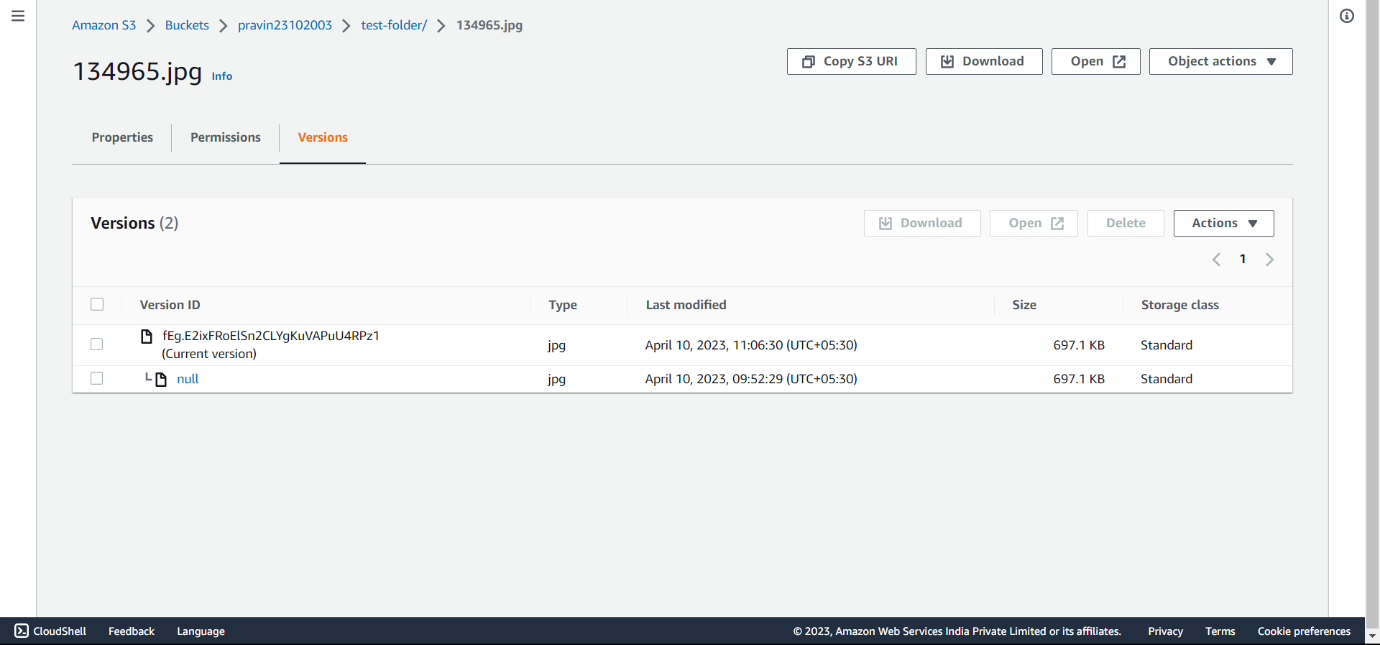 Amazon S3 > Buckets > pravin23102003 > test-folder/ > 134965.jpg
134965.jpg Info
Copy S3 URI Download Open Object actions ▼
Properties Permissions Versions
Versions (2)
Download Open Delete Actions ▼
< 1 >
Version ID Type Last modified Size Storage class
fEg.E2ixFRoElSn2CLYgKuVAPuU4RPz1
(Current version) jpg April 10, 2023, 11:06:30 (UTC+05:30) 697.1 KB Standard
null jpg April 10, 2023, 09:52:29 (UTC+05:30) 697.1 KB Standard
CloudShell Feedback Language © 2023, Amazon Web Services India Private Limited or its affiliates. Privacy Terms Cookie preferences